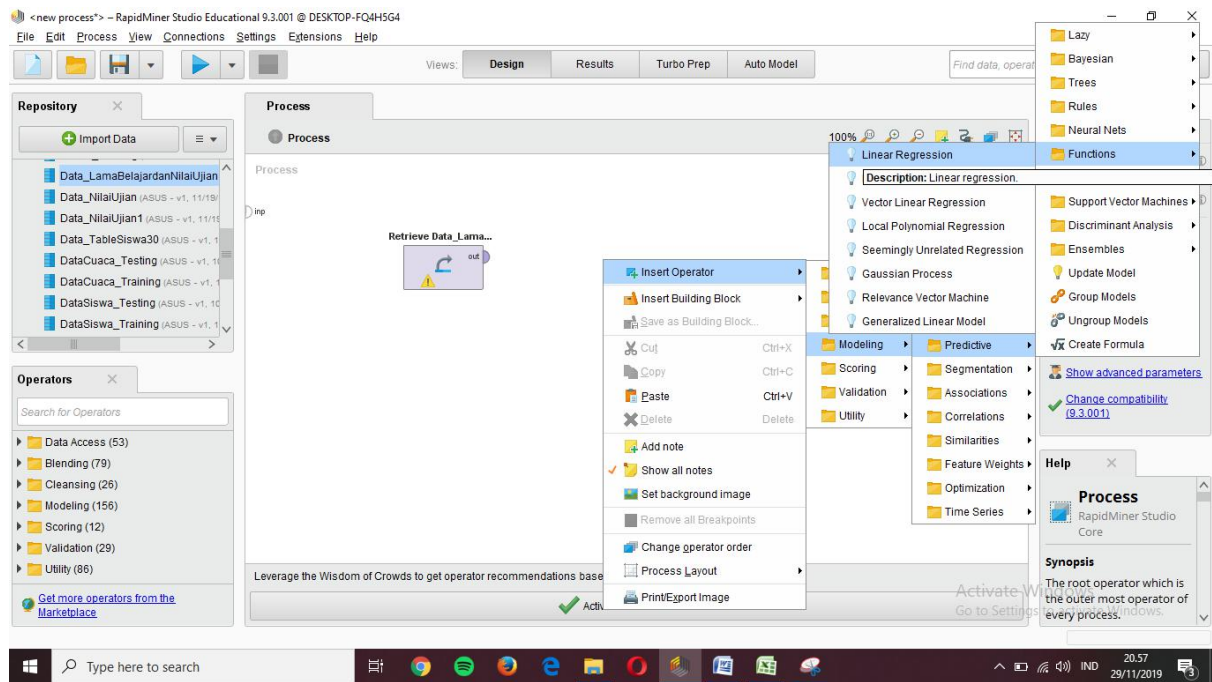 <new process*> – RapidMiner Studio Educational 9.3.001 @ DESKTOP-FQ4H5G4
File Edit Process View Connections Settings Extensions Help
Views: Design Results Turbo Prep Auto Model
Find data, operat
Repository
Import Data
Data_LamaBelajardanNilaiUjian
Data_NilaiUjian (ASUS - v1, 11/19/
Data_NilaiUjian1 (ASUS - v1, 11/19
Data_TableSiswa30 (ASUS - v1, 1
DataCuaca_Testing (ASUS - v1, 10
DataCuaca_Training (ASUS - v1, 1
DataSiswa_Testing (ASUS - v1, 10
DataSiswa_Training (ASUS - v1, 1
Operators
Search for Operators
Data Access (53)
Blending (79)
Cleansing (26)
Modeling (156)
Scoring (12)
Validation (29)
Utility (86)
Get more operators from the
Marketplace
Process
Process
100%
Process
inp
Retrieve Data_Lama...
out
Leverage the Wisdom of Crowds to get operator recommendations base
Activ
Insert Operator
Insert Building Block
Save as Building Block...
Cut Ctrl+X
Copy Ctrl+C
Paste Ctrl+V
Delete Delete
Add note
Show all notes
Set background image
Remove all Breakpoints
Change operator order
Process Layout
Print/Export Image
Modeling
Scoring
Validation
Utility
Predictive
Segmentation
Associations
Correlations
Similarities
Feature Weights
Optimization
Time Series
Linear Regression
Description: Linear regression.
Vector Linear Regression
Local Polynomial Regression
Seemingly Unrelated Regression
Gaussian Process
Relevance Vector Machine
Generalized Linear Model
Lazy
Bayesian
Trees
Rules
Neural Nets
Functions
Support Vector Machines
Discriminant Analysis
Ensembles
Update Model
Group Models
Ungroup Models
Create Formula
Show advanced parameters
Change compatibility
(9.3.001)
Help
Process
RapidMiner Studio
Core
Synopsis
The root operator which is
the outer most operator of
every process.
Activate Windows
Go to Settings to activate Windows.
Type here to search
IND
20.57
29/11/2019
3